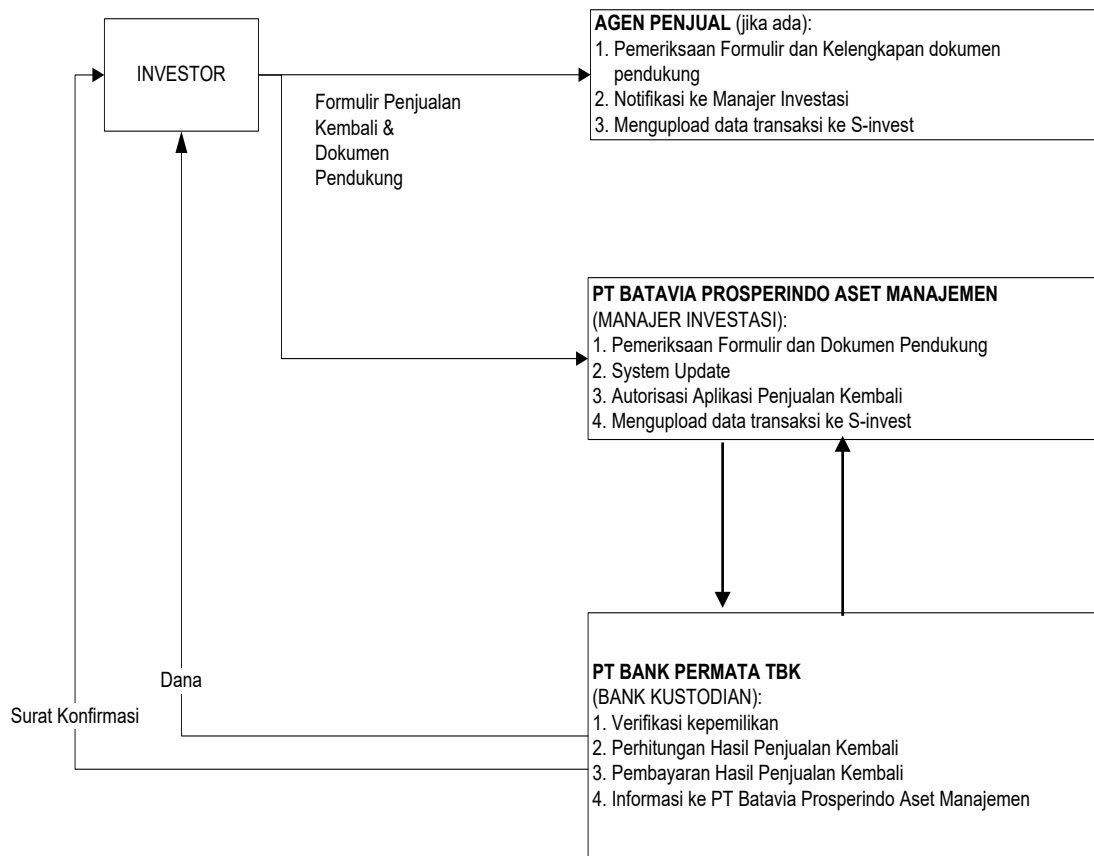 INVESTOR
AGEN PENJUAL (jika ada):
1. Pemeriksaan Formulir dan Kelengkapan dokumen
pendukung
2. Notifikasi ke Manajer Investasi
3. Mengupload data transaksi ke S-invest
Formulir Penjualan
Kembali &
Dokumen
Pendukung
PT BATAVIA PROSPERINDO ASET MANAJEMEN
(MANAJER INVESTASI):
1. Pemeriksaan Formulir dan Dokumen Pendukung
2. System Update
3. Autorisasi Aplikasi Penjualan Kembali
4. Mengupload data transaksi ke S-invest
Dana
Surat Konfirmasi
PT BANK PERMATA TBK
(BANK KUSTODIAN):
1. Verifikasi kepemilikan
2. Perhitungan Hasil Penjualan Kembali
3. Pembayaran Hasil Penjualan Kembali
4. Informasi ke PT Batavia Prosperindo Aset Manajemen